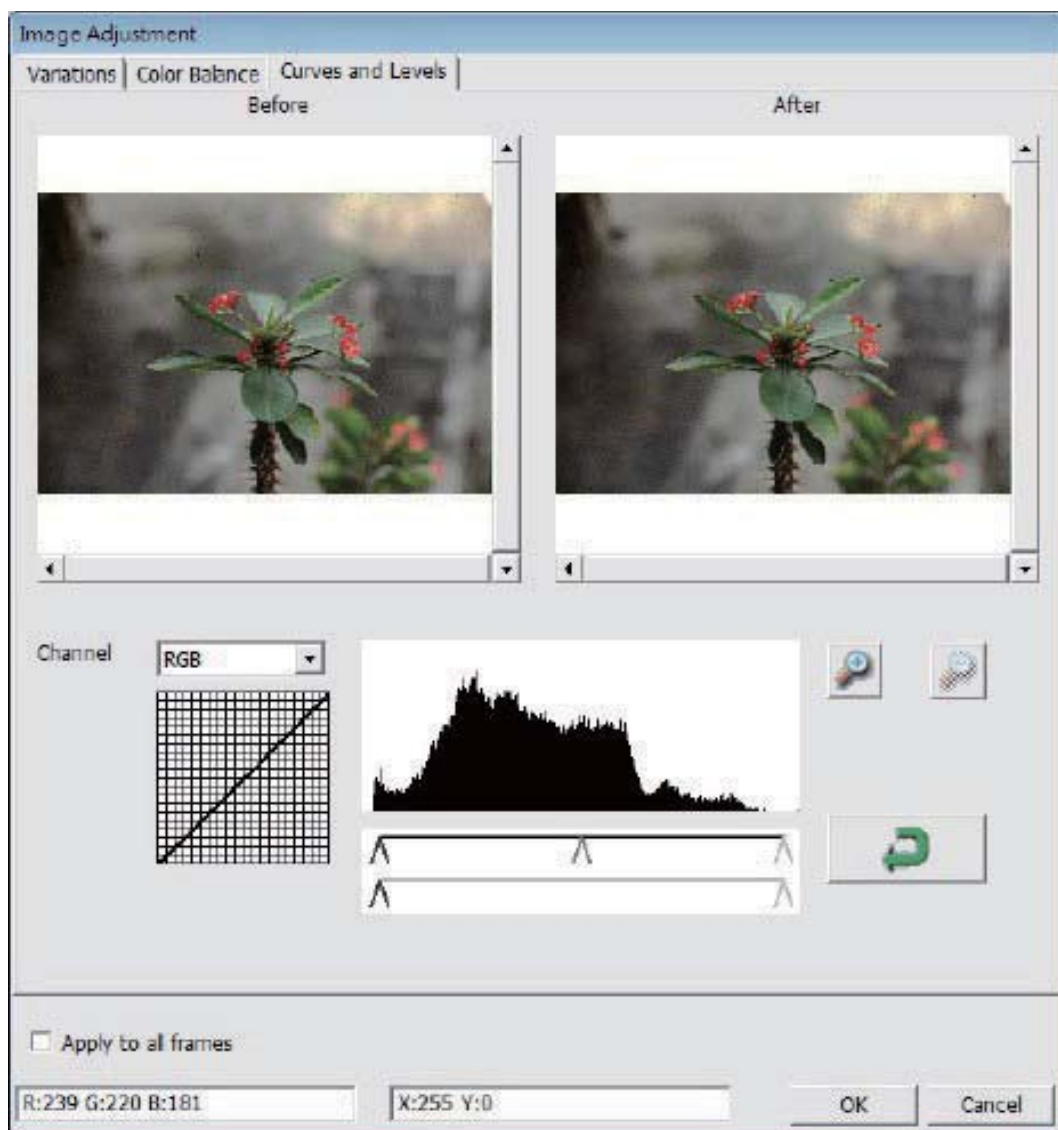 Image Adjustment
Variations
Color Balance
Curves and Levels
Before
After
Channel
RGB
Apply to all frames
R:239 G:220 B:181
X:255 Y:0
OK
Cancel